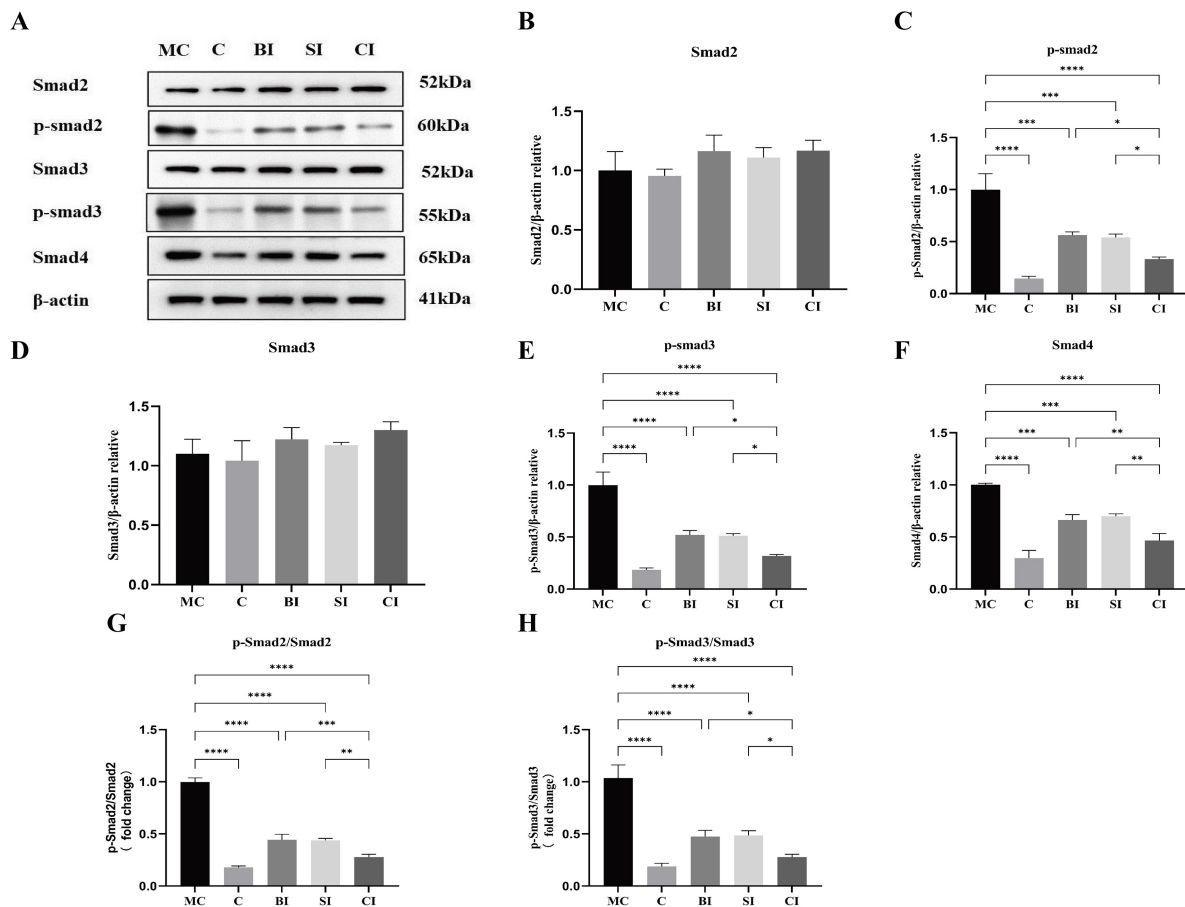 A
MC C BI SI CI
Smad2 52kDa
p-smad2 60kDa
Smad3 52kDa
p-smad3 55kDa
Smad4 65kDa
β-actin 41kDa
B
Smad2
Smad2/β-actin relative
1.5
1.0
0.5
0.0
MC C BI SI CI
C
p-smad2
****
***
*** *
**** *
p-Smad2/β-actin relative
1.5
1.0
0.5
0.0
MC C BI SI CI
D
Smad3
Smad3/β-actin relative
1.5
1.0
0.5
0.0
MC C BI SI CI
E
p-smad3
****
****
**** *
**** *
p-Smad3/β-actin relative
1.5
1.0
0.5
0.0
MC C BI SI CI
F
Smad4
****
***
*** **
**** **
Smad4/β-actin relative
1.5
1.0
0.5
0.0
MC C BI SI CI
G
p-Smad2/Smad2
****
****
**** ***
**** **
p-Smad2/Smad2
（ fold change）
1.5
1.0
0.5
0.0
MC C BI SI CI
H
p-Smad3/Smad3
****
****
**** *
**** *
p-Smad3/Smad3
（ fold change）
1.5
1.0
0.5
0.0
MC C BI SI CI